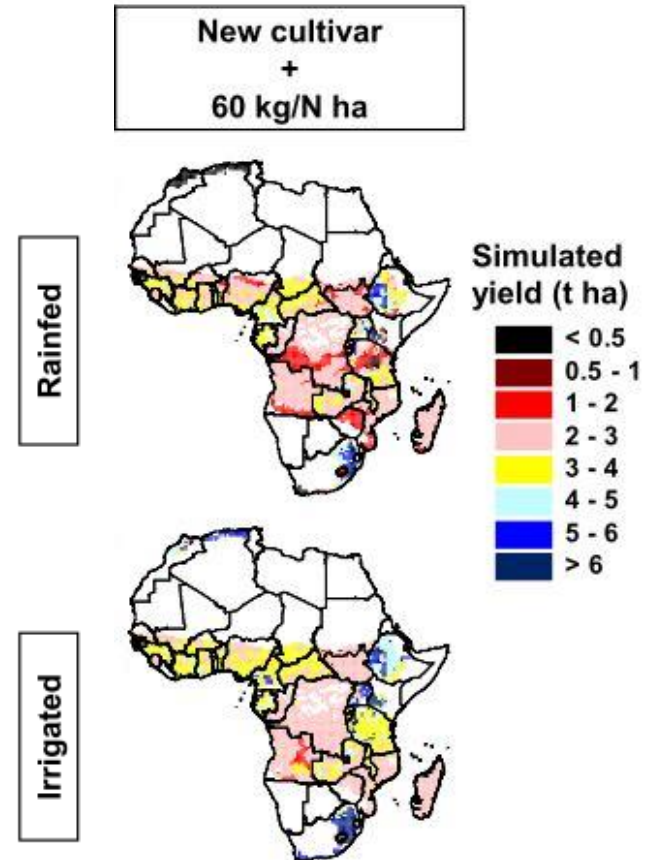 New cultivar
+
60 kg/N ha
Rainfed
Simulated
yield (t ha)
< 0.5
0.5 - 1
1 - 2
2 - 3
3 - 4
4 - 5
5 - 6
> 6
Irrigated